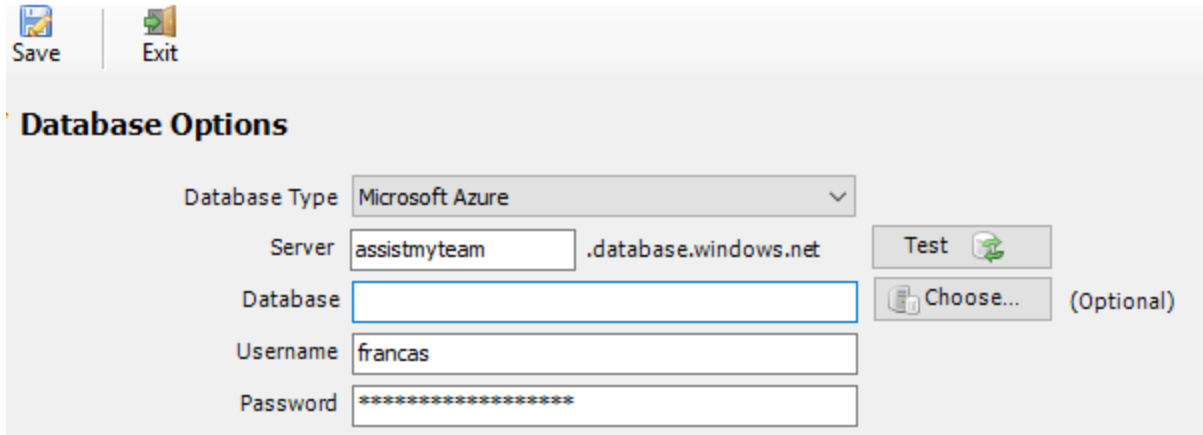 Save Exit
Database Options
Database Type Microsoft Azure
Server assistmyteam .database.windows.net Test
Database Choose... (Optional)
Username francas
Password ******************